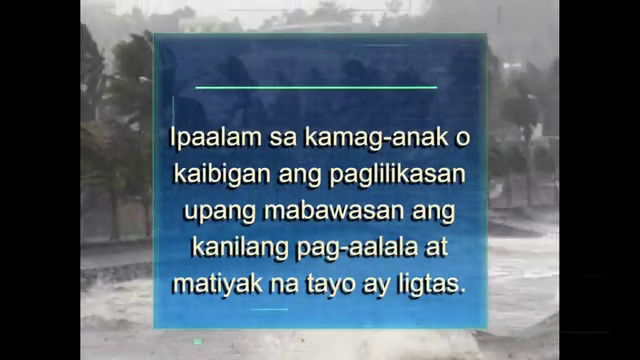 Ipaalam sa kamag-anak o
kaibigan ang paglilikasan
upang mabawasan ang
kanilang pag-aalala at
matiyak na tayo ay ligtas.